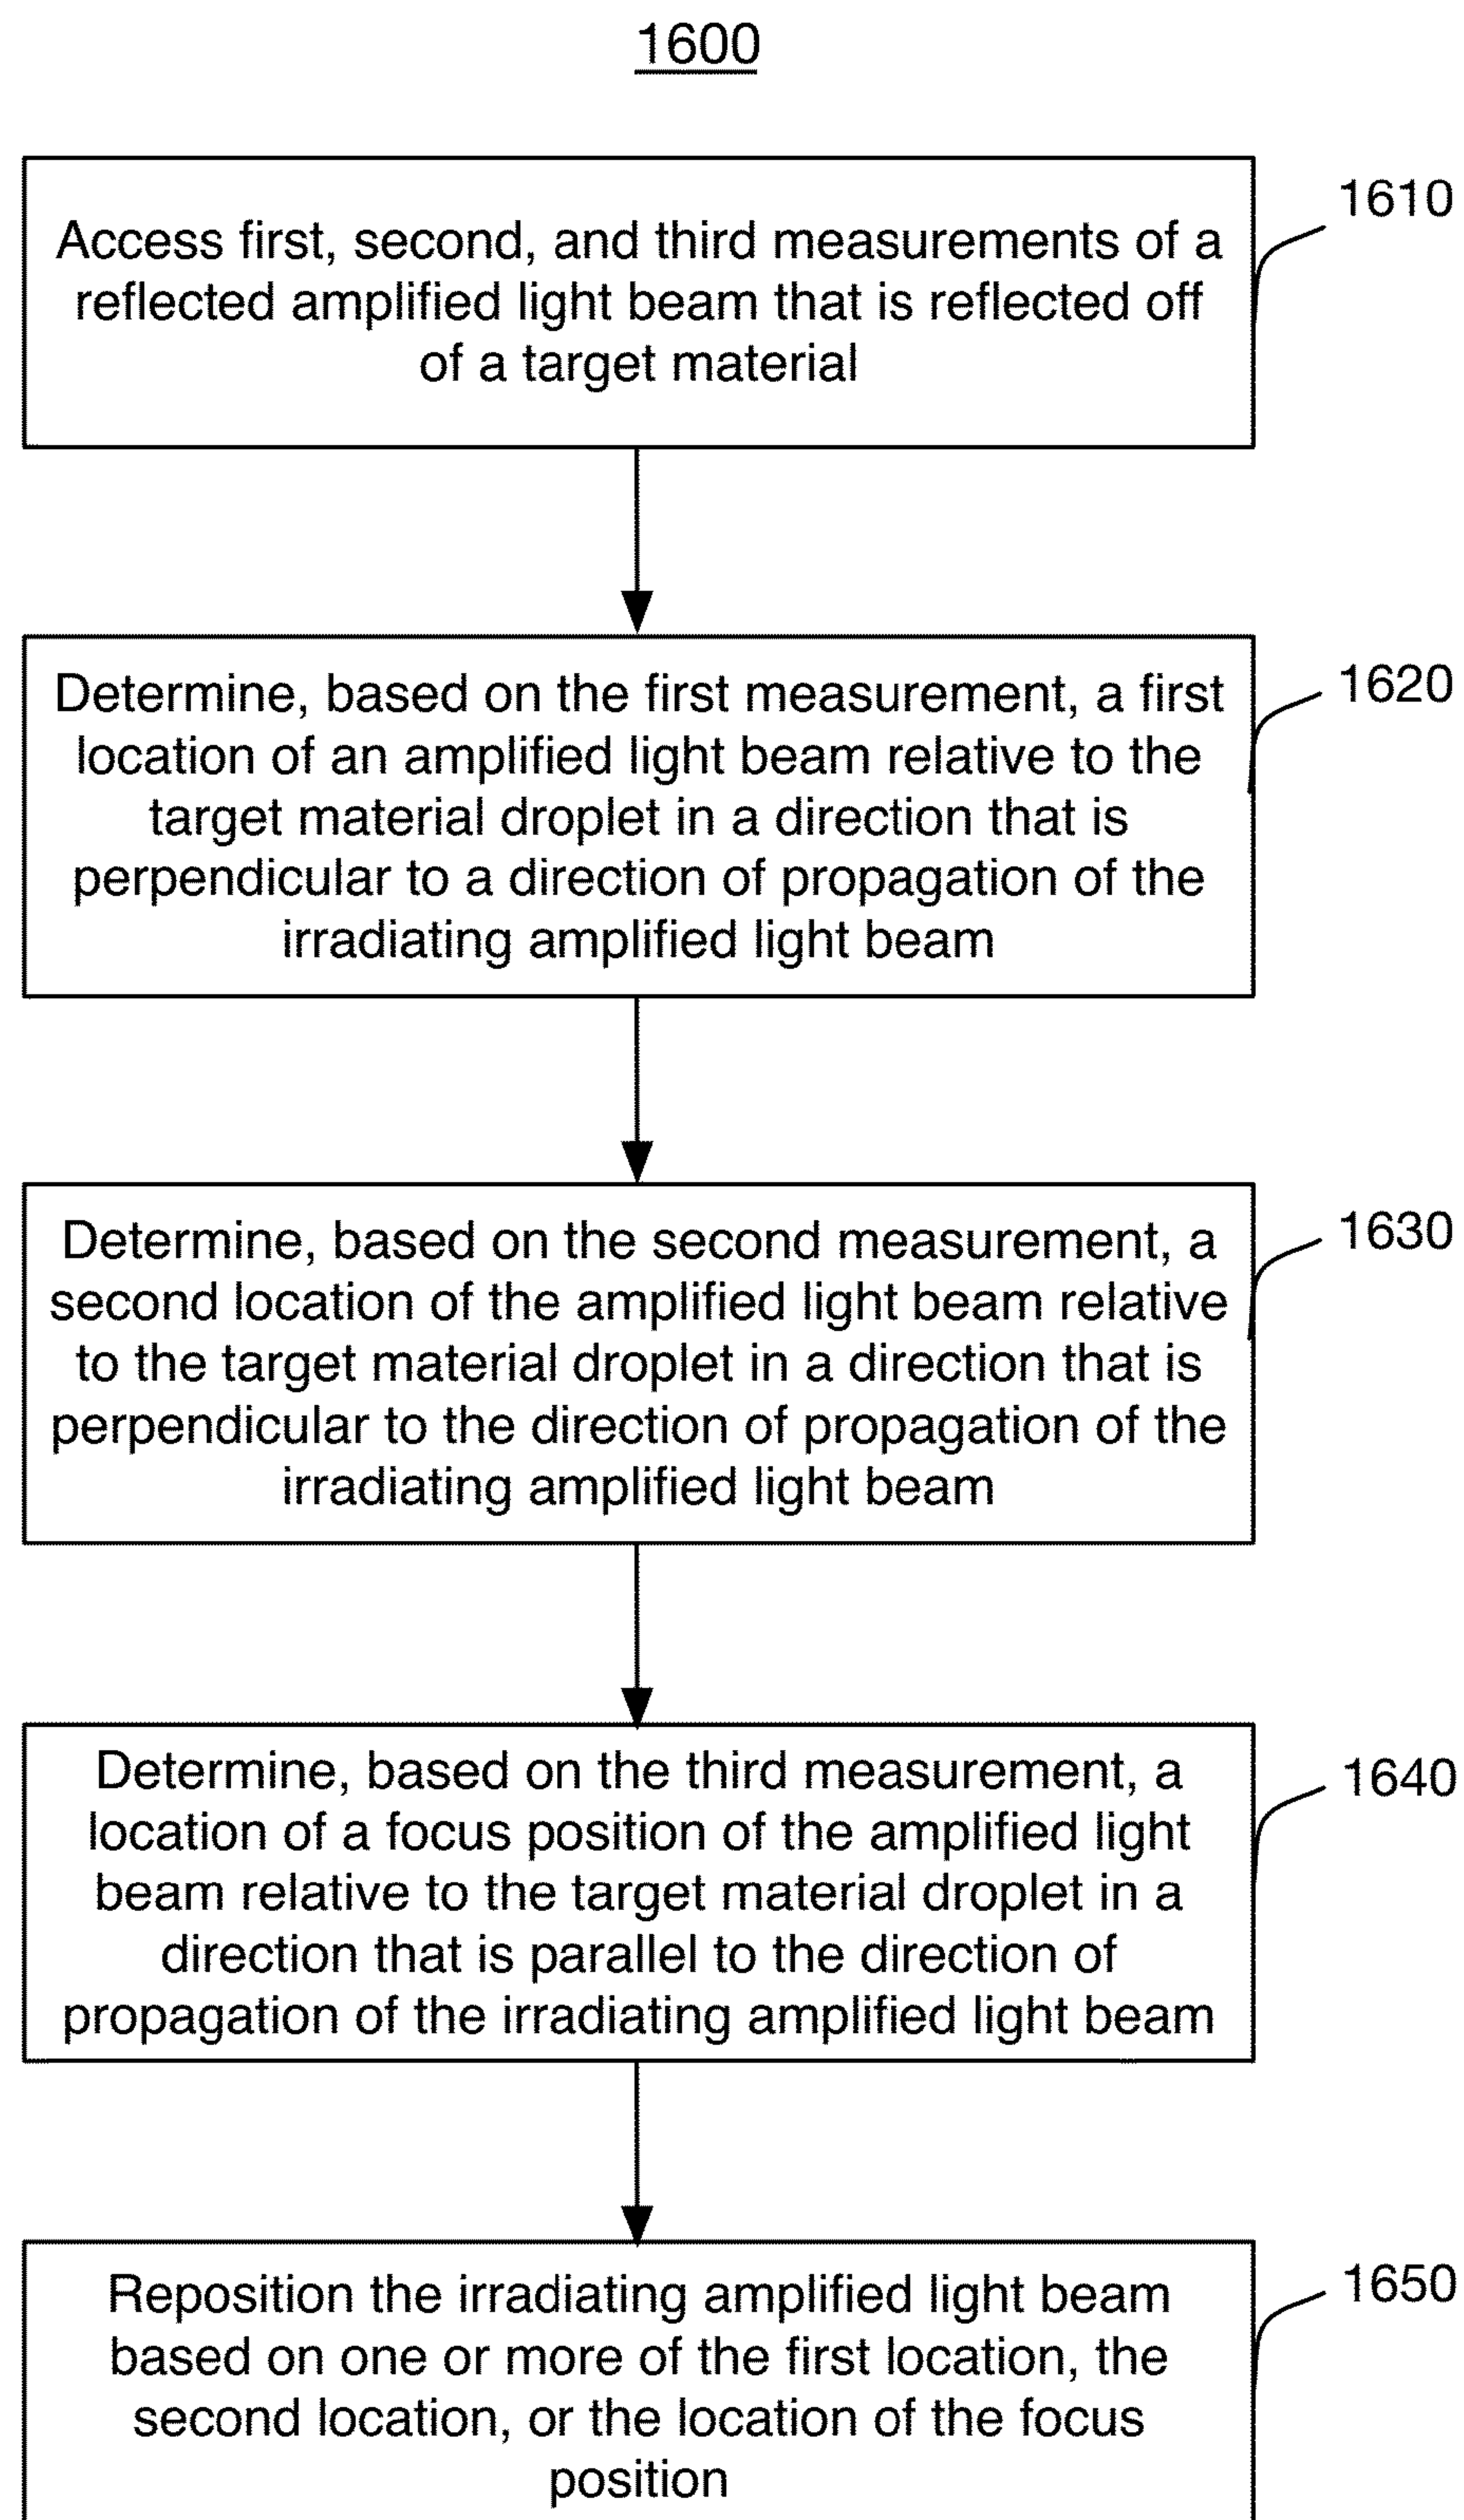 1600
Access first, second, and third measurements of a
reflected amplified light beam that is reflected off
of a target material
1610
Determine, based on the first measurement, a first
location of an amplified light beam relative to the
target material droplet in a direction that is
perpendicular to a direction of propagation of the
irradiating amplified light beam
1620
Determine, based on the second measurement, a
second location of the amplified light beam relative
to the target material droplet in a direction that is
perpendicular to the direction of propagation of the
irradiating amplified light beam
1630
Determine, based on the third measurement, a
location of a focus position of the amplified light
beam relative to the target material droplet in a
direction that is parallel to the direction of
propagation of the irradiating amplified light beam
1640
Reposition the irradiating amplified light beam
based on one or more of the first location, the
second location, or the location of the focus
position
1650